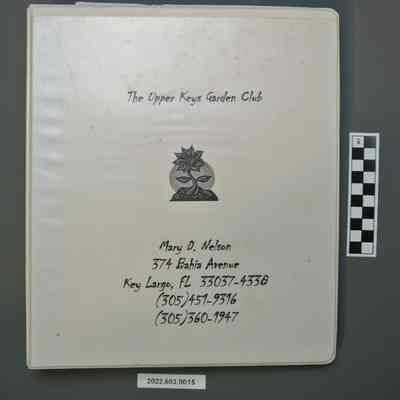 The Upper Keys Garden Club
Mary D. Nelson
374 Bahia Avenue
Key Largo, FL 33037-4338
(305)451-9316
(305)360-1947
2022.603.0015